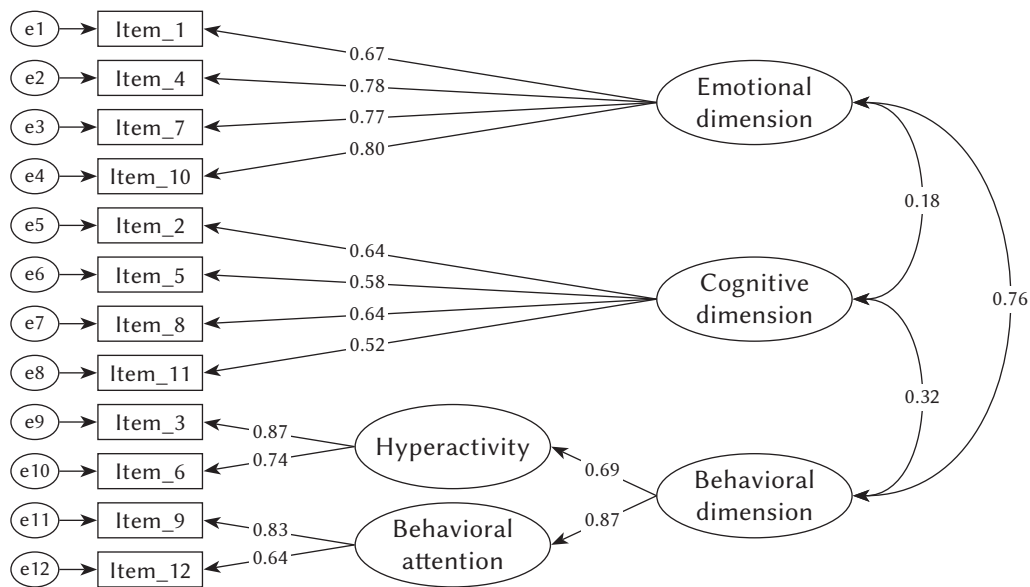 e1
Item_1
e2
Item_4
e3
Item_7
e4
Item_10
0.67
0.78
0.77
0.80
Emotional
dimension
e5
Item_2
e6
Item_5
e7
Item_8
e8
Item_11
0.64
0.58
0.64
0.52
Cognitive
dimension
e9
Item_3
e10
Item_6
e11
Item_9
e12
Item_12
0.87
0.74
Hyperactivity
0.83
0.64
Behavioral
attention
0.69
0.87
Behavioral
dimension
0.18
0.32
0.76